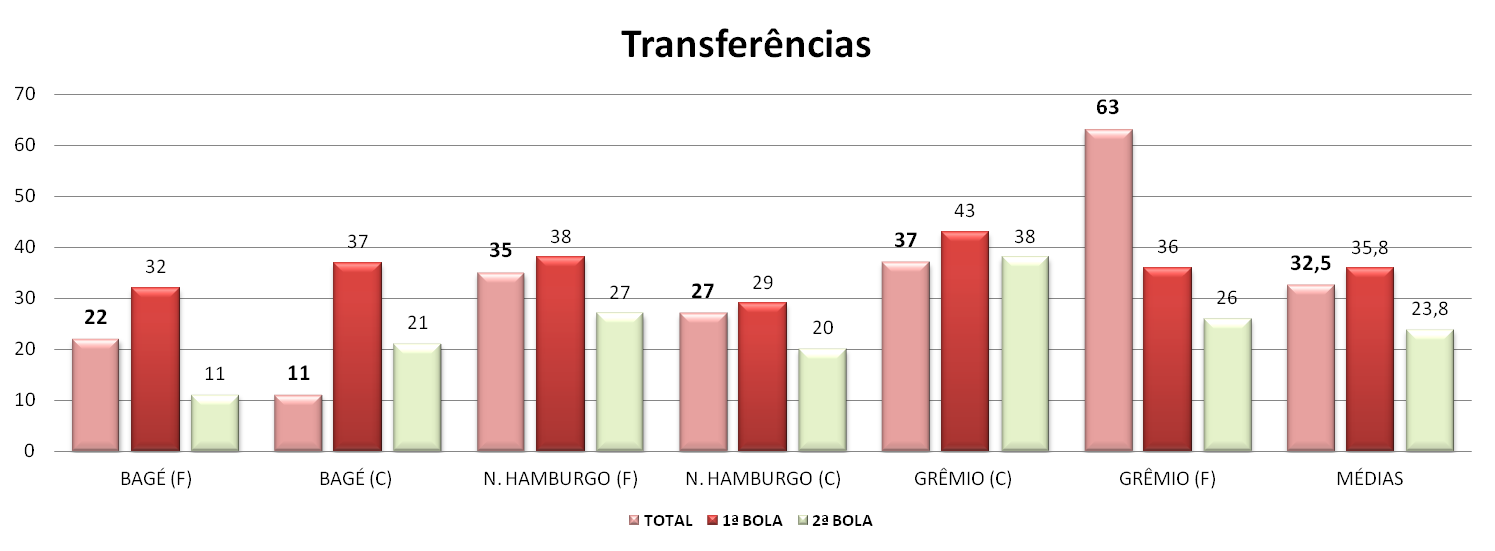 Transferências
70
60
50
40
30
20
10
0
22 32 11
11 37 21
35 38 27
27 29 20
37 43 38
63 36 26
32,5 35,8 23,8
BAGÉ (F) BAGÉ (C) N. HAMBURGO (F) N. HAMBURGO (C) GRÊMIO (C) GRÊMIO (F) MÉDIAS
TOTAL 1ª BOLA 2ª BOLA